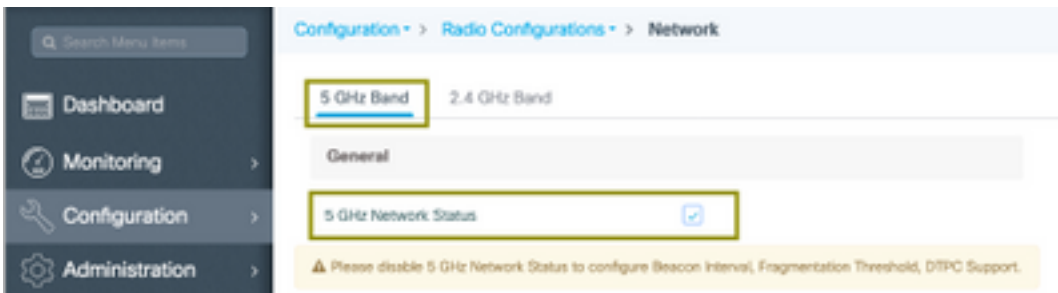 Search Menu Items
Configuration > Radio Configurations > Network
Dashboard
Monitoring >
Configuration >
Administration >
5 GHz Band 2.4 GHz Band
General
5 GHz Network Status
Please disable 5 GHz Network Status to configure Beacon Interval, Fragmentation Threshold, DTPC Support.